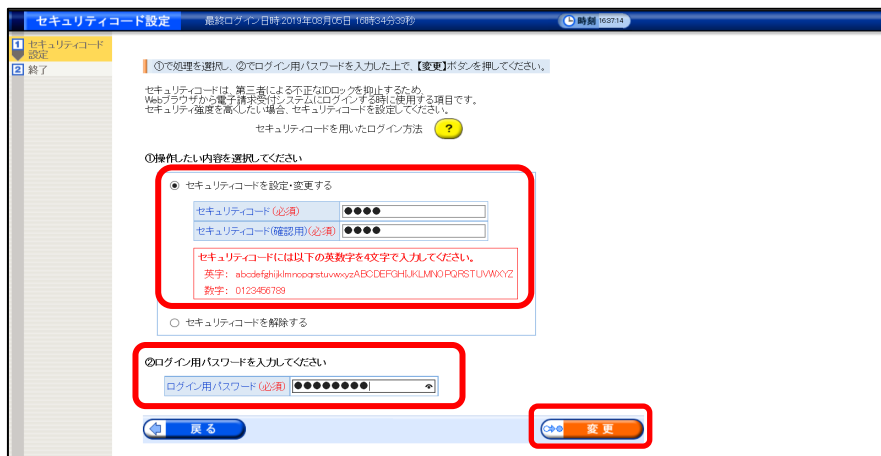 セキュリティコード設定 最終ログイン日時:2019年08月05日 16時34分39秒 時刻 16:37:14
1 セキュリティコード
設定
2 終了
①で処理を選択し、②でログイン用パスワードを入力した上で、【変更】ボタンを押してください。
セキュリティコードは、第三者による不正なIDロックを抑止するため、
Webブラウザから電子請求受付システムにログインする時に使用する項目です。
セキュリティ強度を高くしたい場合、セキュリティコードを設定してください。
セキュリティコードを用いたログイン方法 ?
①操作したい内容を選択してください
セキュリティコードを設定・変更する
セキュリティコード(必須) ●●●●
セキュリティコード(確認用)(必須) ●●●●
セキュリティコードには以下の英数字を4文字で入力してください。
英字: abcdefghijklmnopqrstuvwxyzABCDEFGHIJKLMNOPQRSTUVWXYZ
数字: 0123456789
セキュリティコードを解除する
②ログイン用パスワードを入力してください
ログイン用パスワード(必須) ●●●●●●●●
戻る 変更